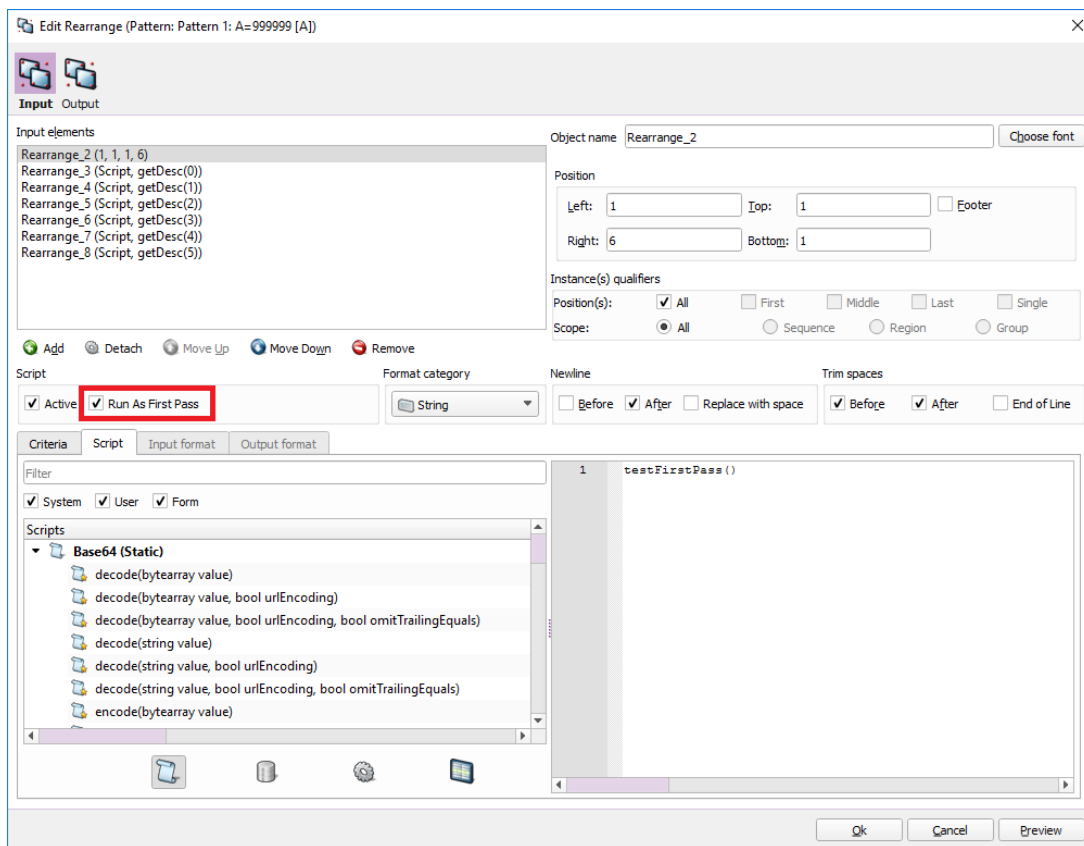 Edit Rearrange (Pattern: Pattern 1: A=999999 [A])
Input Output
Input elements
Rearrange_2 (1, 1, 1, 6)
Rearrange_3 (Script, getDesc(0))
Rearrange_4 (Script, getDesc(1))
Rearrange_5 (Script, getDesc(2))
Rearrange_6 (Script, getDesc(3))
Rearrange_7 (Script, getDesc(4))
Rearrange_8 (Script, getDesc(5))
Add Detach Move Up Move Down Remove
Object name Rearrange_2 Choose font
Position
Left: 1 Top: 1 Footer
Right: 6 Bottom: 1
Instance(s) qualifiers
Position(s): All First Middle Last Single
Scope: All Sequence Region Group
Script Format category Newline Trim spaces
Active Run As First Pass String Before After Replace with space Before After End of Line
Criteria Script Input format Output format
Filter
System User Form
Scripts
Base64 (Static)
decode(bytearray value)
decode(bytearray value, bool urlEncoding)
decode(bytearray value, bool urlEncoding, bool omitTrailingEquals)
decode(string value)
decode(string value, bool urlEncoding)
decode(string value, bool urlEncoding, bool omitTrailingEquals)
encode(bytearray value)
1 testFirstPass()
Ok Cancel Preview